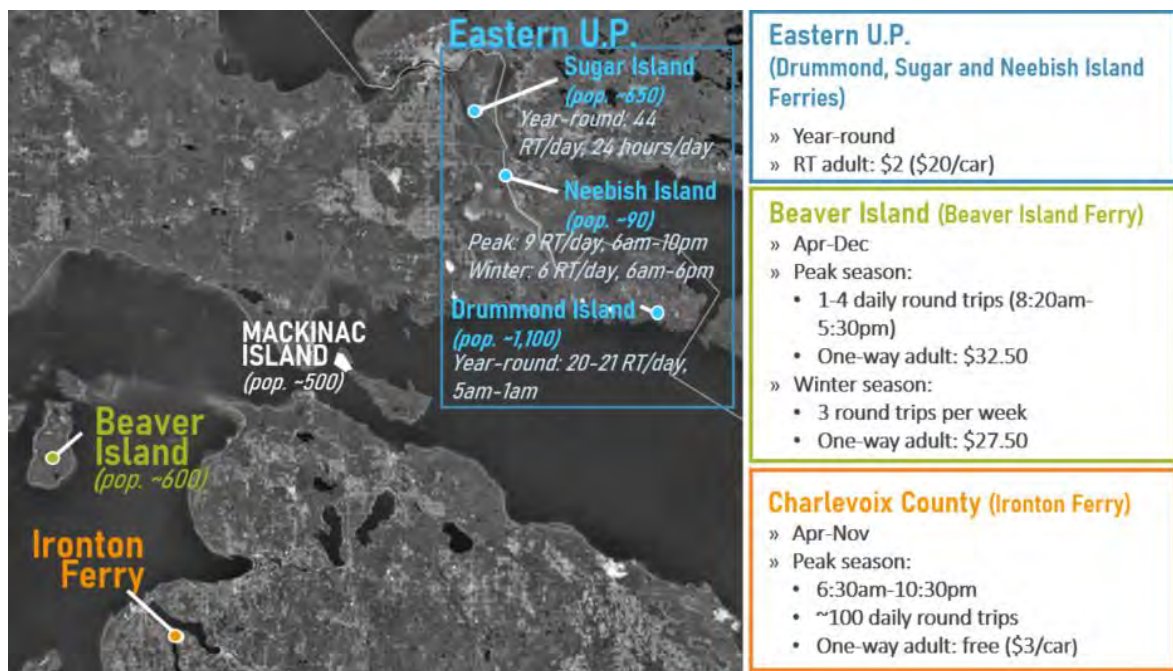 Eastern U.P.
Sugar Island
(pop. ~650)
Year-round: 44
RT/day, 24 hours/day
Neebish Island
(pop. ~90)
Peak: 9 RT/day, 6am-10pm
Winter: 6 RT/day, 6am-6pm
Drummond Island
(pop. ~1,100)
Year-round: 20-21 RT/day,
5am-1am
MACKINAC
ISLAND
(pop. ~500)
Beaver
Island
(pop. ~600)
Ironton
Ferry
Eastern U.P.
(Drummond, Sugar and Neebish Island
Ferries)
» Year-round
» RT adult: $2 ($20/car)
Beaver Island (Beaver Island Ferry)
» Apr-Dec
» Peak season:
• 1-4 daily round trips (8:20am-
5:30pm)
• One-way adult: $32.50
» Winter season:
• 3 round trips per week
• One-way adult: $27.50
Charlevoix County (Ironton Ferry)
» Apr-Nov
» Peak season:
• 6:30am-10:30pm
• ~100 daily round trips
• One-way adult: free ($3/car)